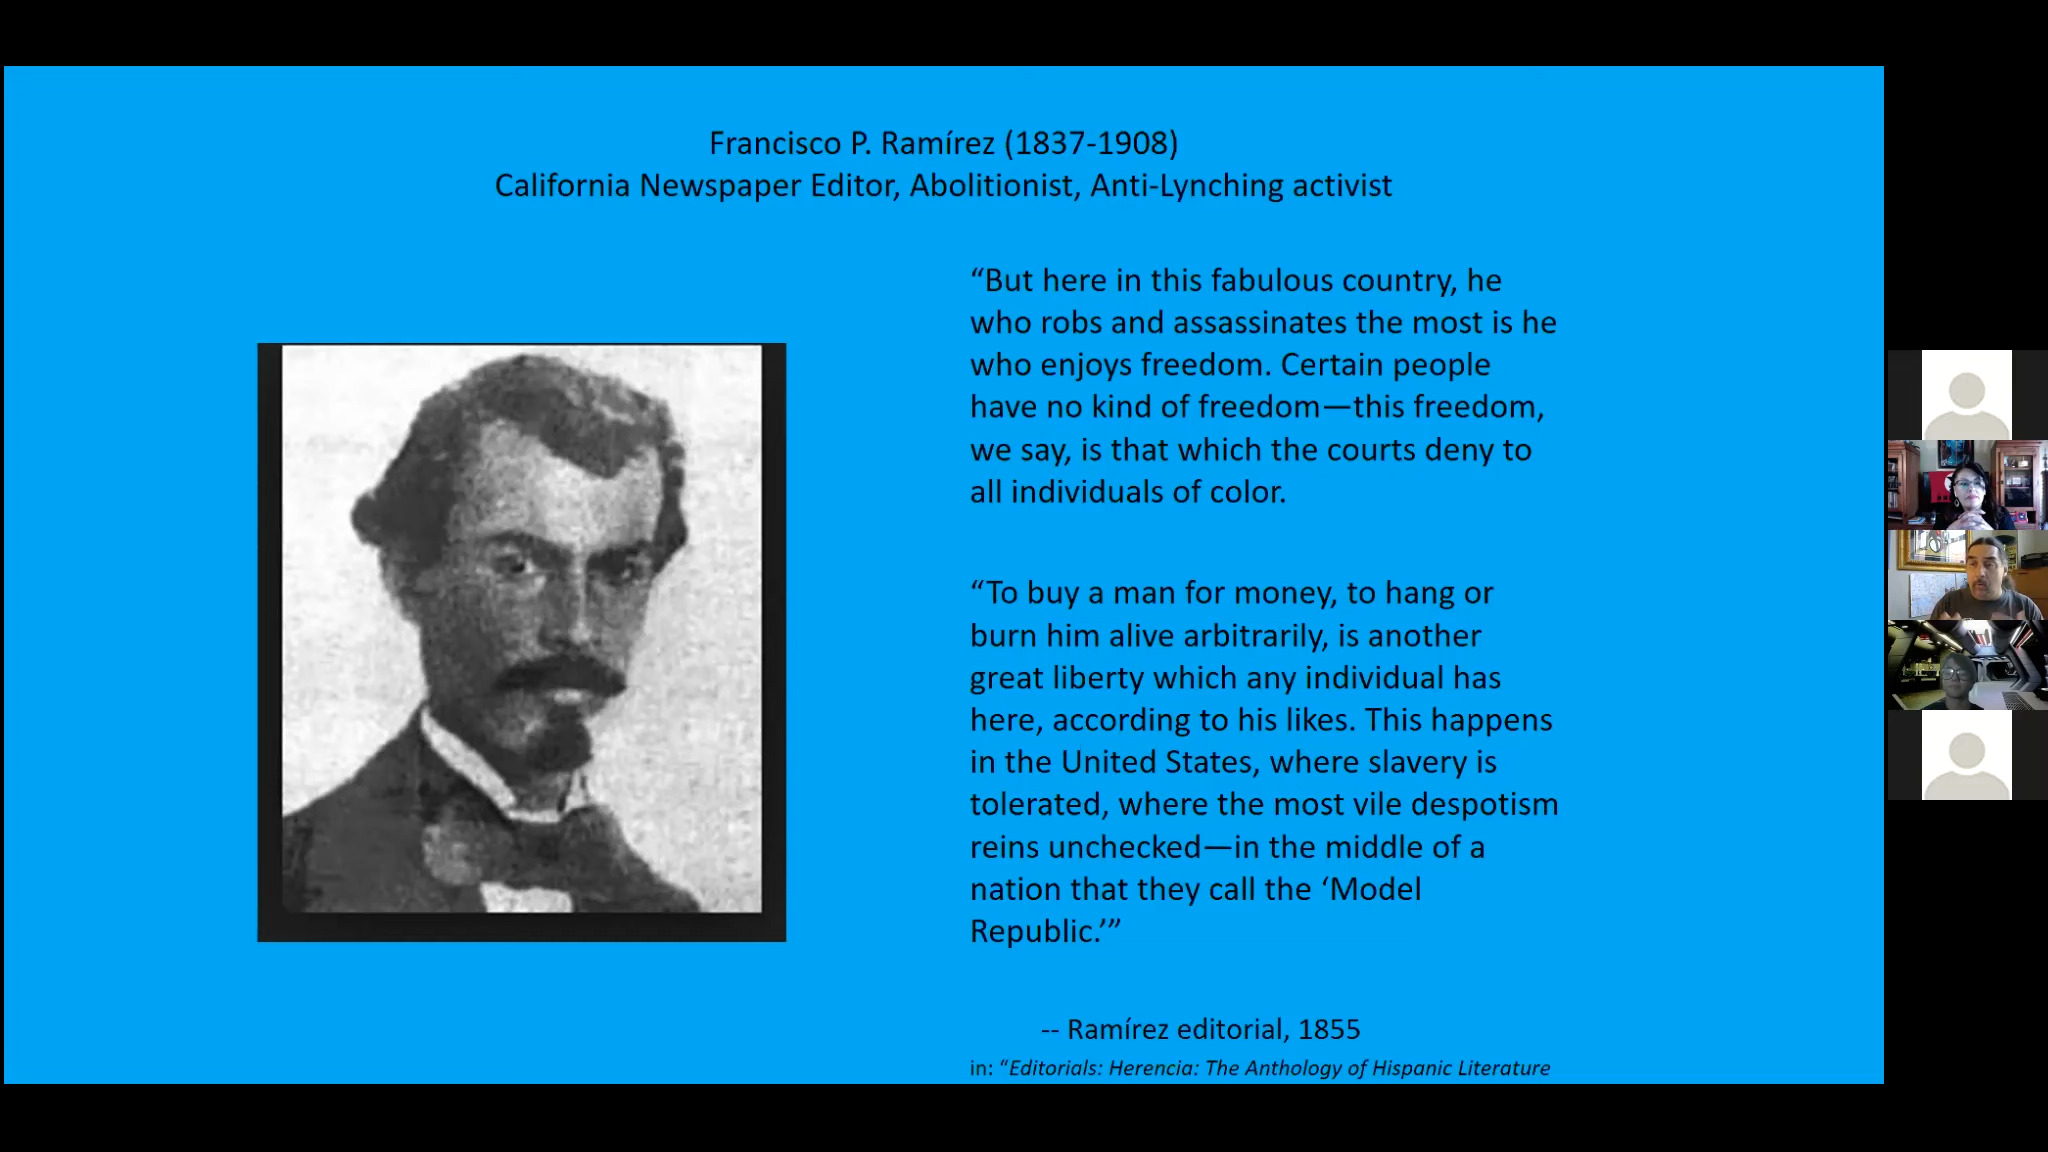 Francisco P. Ramírez (1837-1908)
California Newspaper Editor, Abolitionist, Anti-Lynching activist
“But here in this fabulous country, he
who robs and assassinates the most is he
who enjoys freedom. Certain people
have no kind of freedom—this freedom,
we say, is that which the courts deny to
all individuals of color.
“To buy a man for money, to hang or
burn him alive arbitrarily, is another
great liberty which any individual has
here, according to his likes. This happens
in the United States, where slavery is
tolerated, where the most vile despotism
reins unchecked—in the middle of a
nation that they call the ‘Model
Republic.’”
-- Ramírez editorial, 1855
in: “Editorials: Herencia: The Anthology of Hispanic Literature